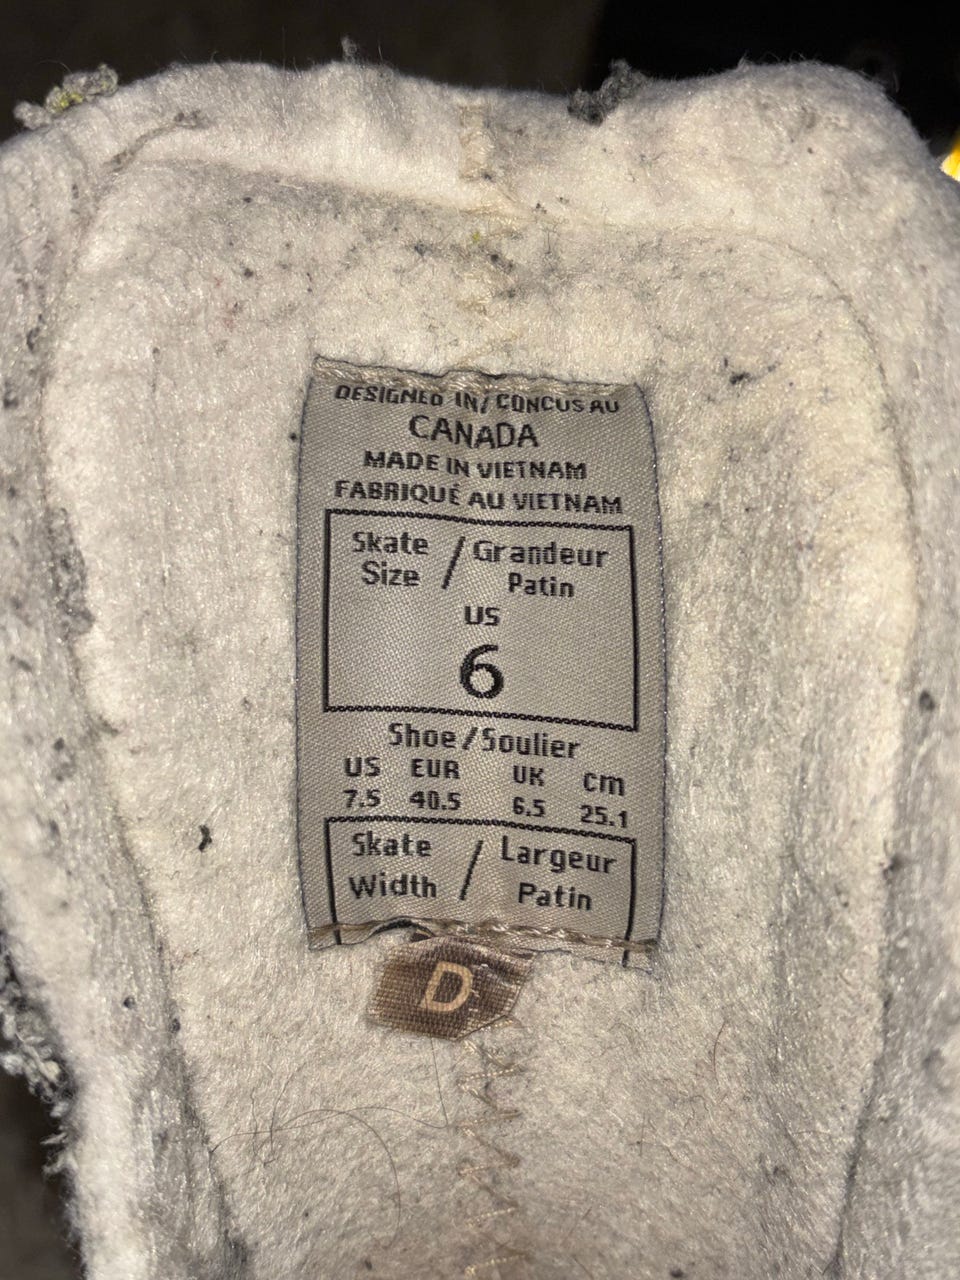 DESIGNED IN / CONCUS AU
CANADA
MADE IN VIETNAM
FABRIQUÉ AU VIETNAM
Skate Size / Grandeur Patin
US
6
Shoe / Soulier
US EUR UK cm
7.5 40.5 6.5 25.1
Skate Width / Largeur Patin
D